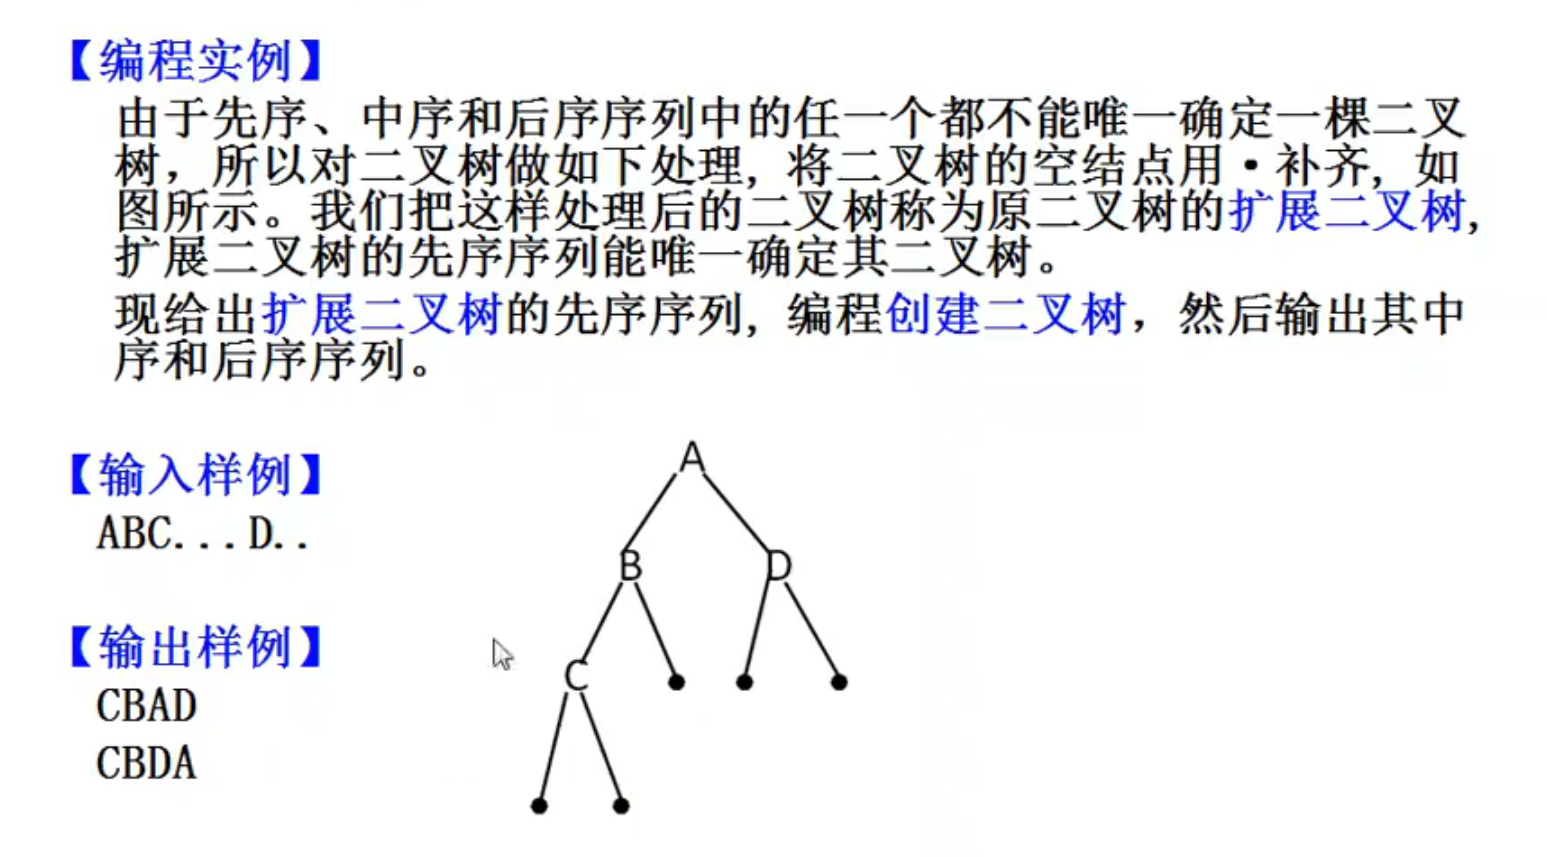 【编程实例】
由于先序、中序和后序序列中的任一个都不能唯一确定一棵二叉
树，所以对二叉树做如下处理, 将二叉树的空结点用·补齐, 如
图所示。我们把这样处理后的二叉树称为原二叉树的扩展二叉树,
扩展二叉树的先序序列能唯一确定其二叉树。
现给出扩展二叉树的先序序列, 编程创建二叉树，然后输出其中
序和后序序列。
【输入样例】
ABC...D..
【输出样例】
CBAD
CBDA
A
B
D
C